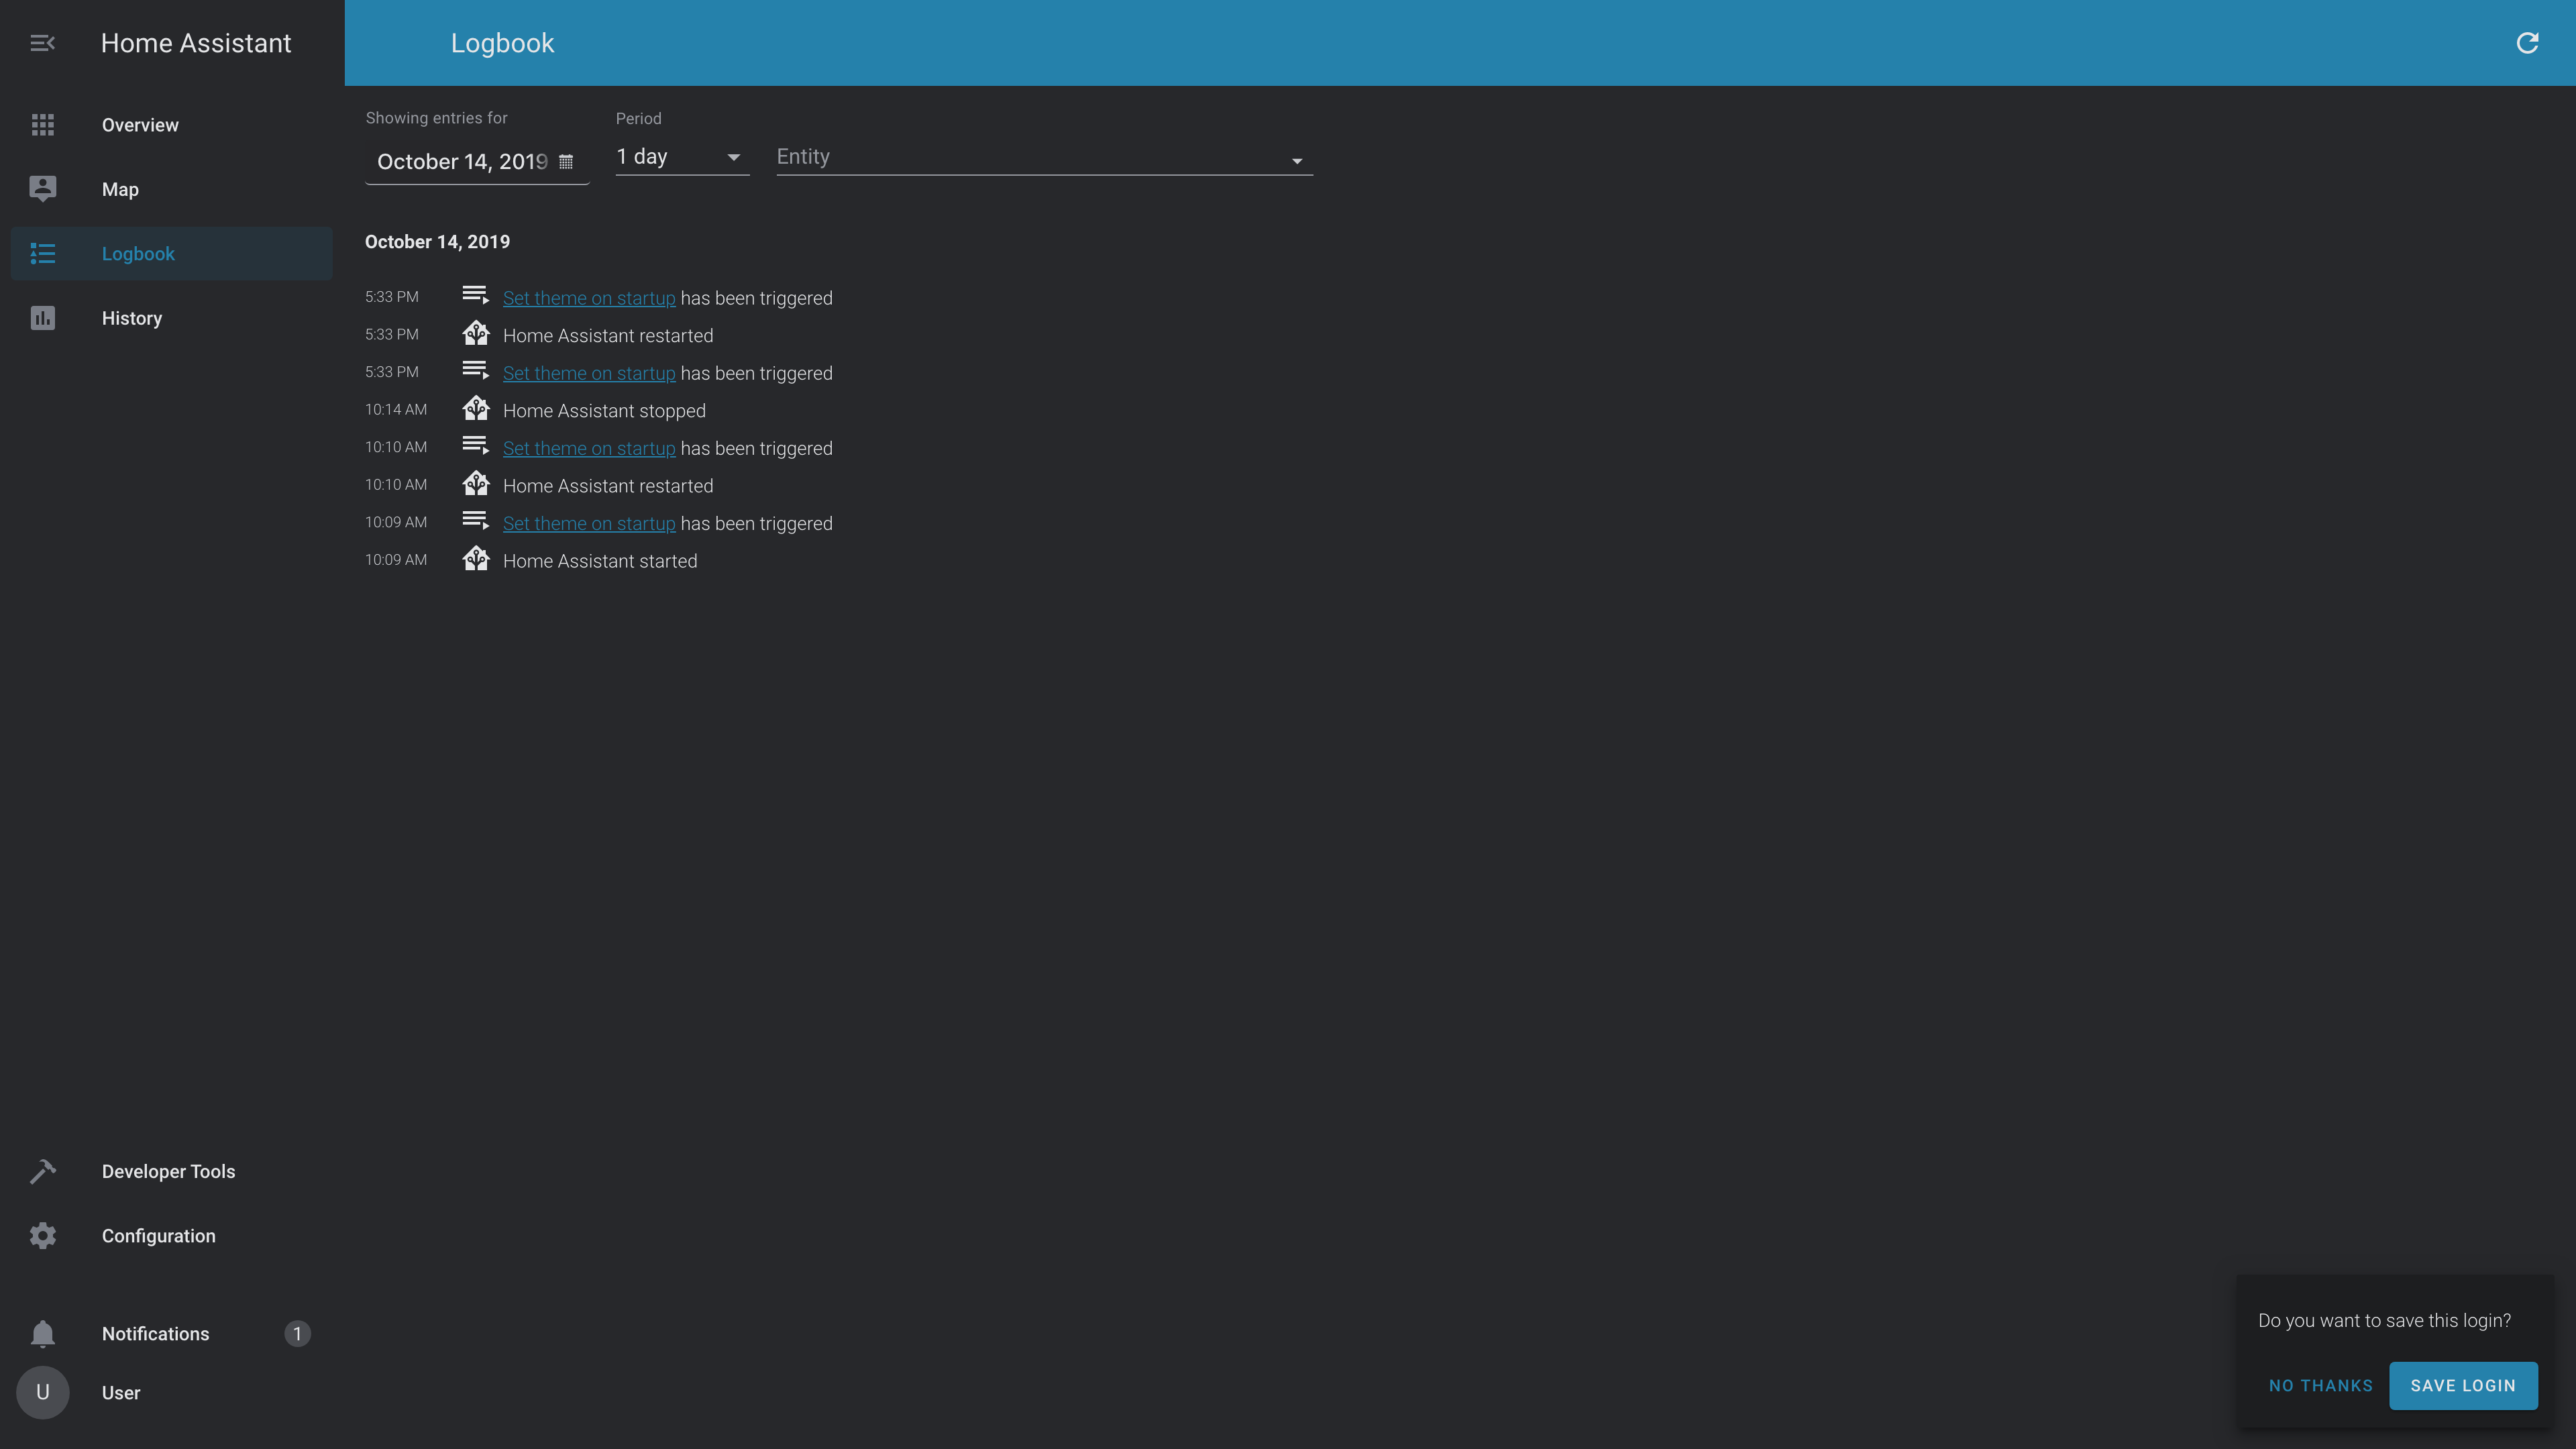 Home Assistant
Logbook
Overview
Map
Logbook
History
Showing entries for
October 14, 2019
Period
1 day
Entity
October 14, 2019
5:33 PM Set theme on startup has been triggered
5:33 PM Home Assistant restarted
5:33 PM Set theme on startup has been triggered
10:14 AM Home Assistant stopped
10:10 AM Set theme on startup has been triggered
10:10 AM Home Assistant restarted
10:09 AM Set theme on startup has been triggered
10:09 AM Home Assistant started
Developer Tools
Configuration
Notifications 1
U User
Do you want to save this login?
NO THANKS SAVE LOGIN